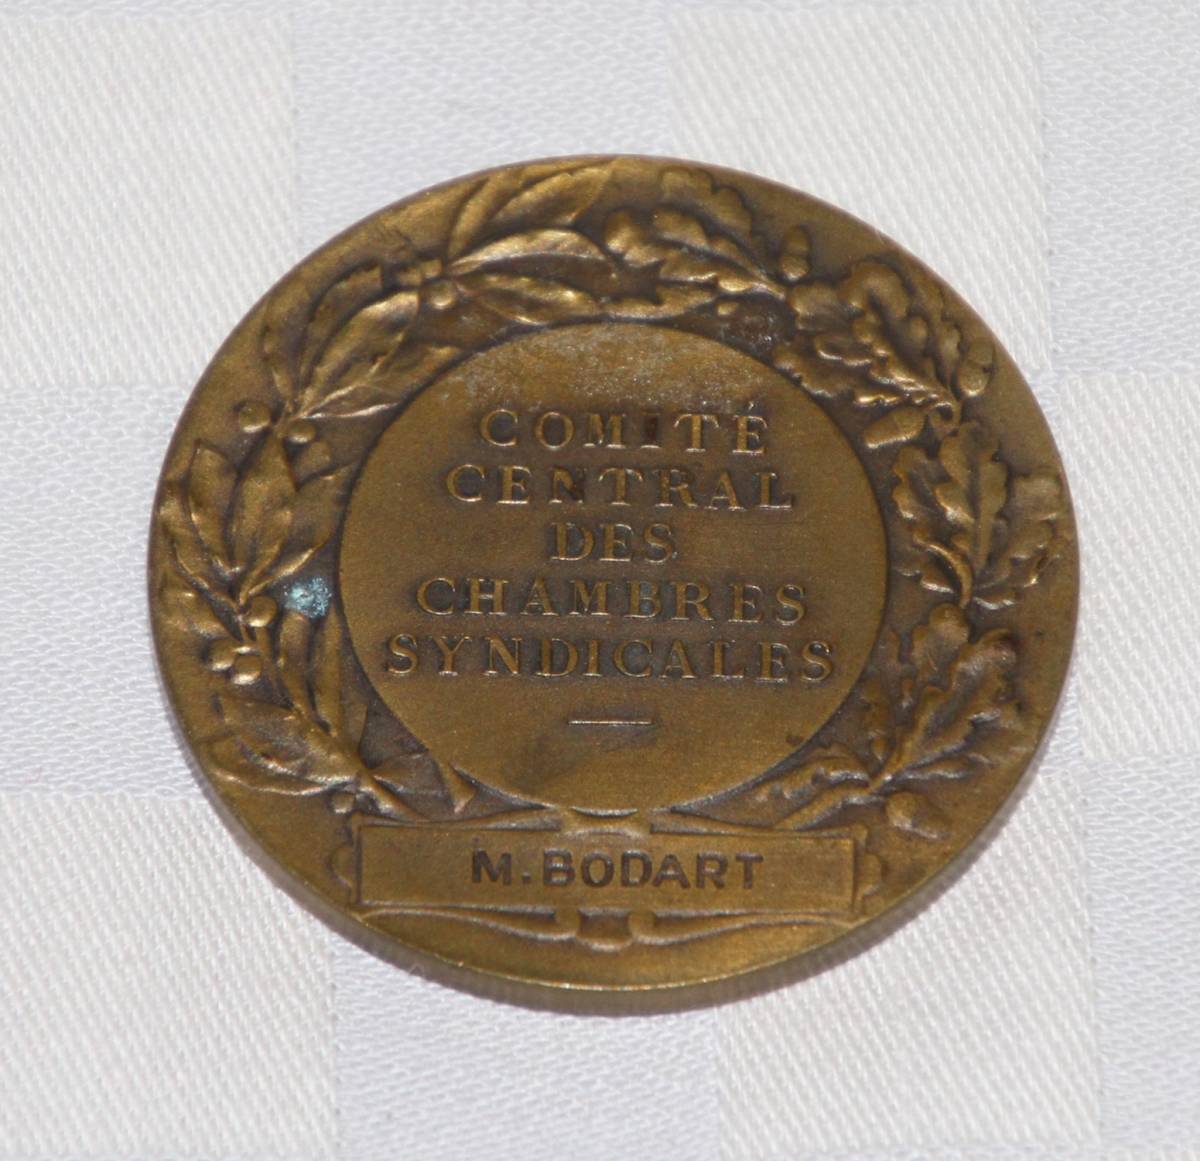 COMITÉ
CENTRAL
DES
CHAMBRES
SYNDICALES
M. BODART